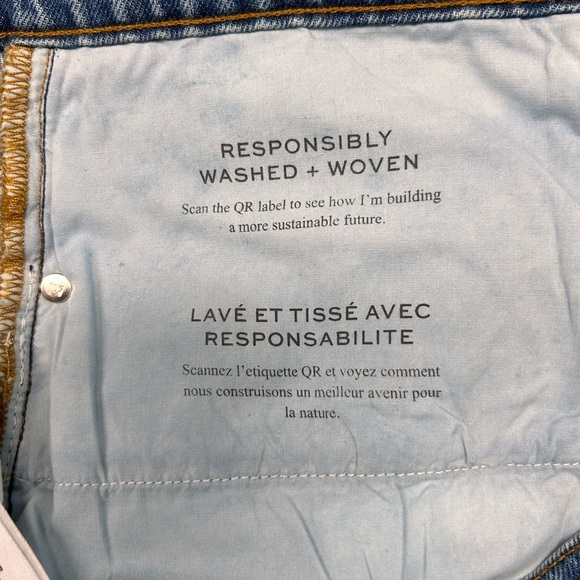 RESPONSIBLY
WASHED + WOVEN
Scan the QR label to see how I'm building
a more sustainable future.
LAVÉ ET TISSÉ AVEC
RESPONSABILITE
Scannez l'etiquette QR et voyez comment
nous construisons un meilleur avenir pour
la nature.